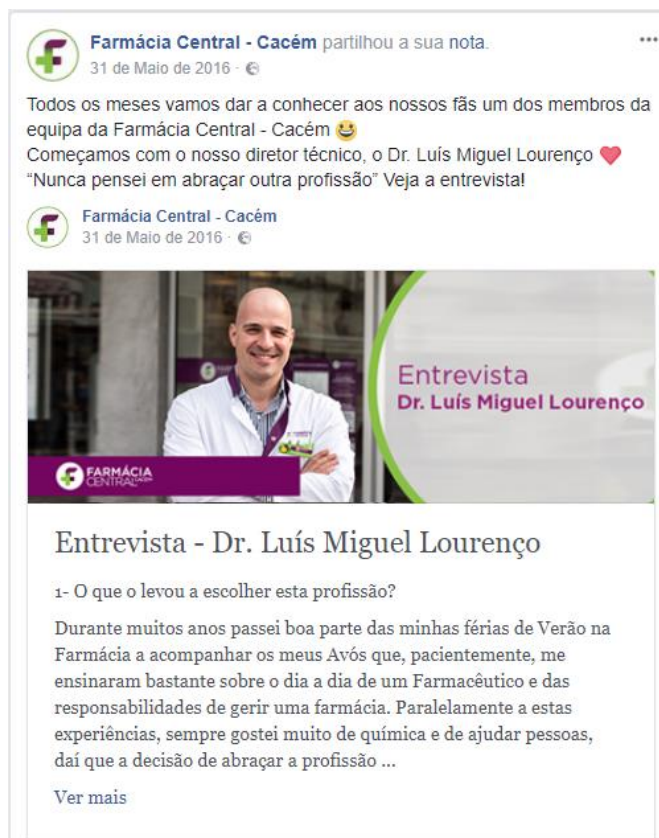 Farmácia Central - Cacém partilhou a sua nota.
31 de Maio de 2016 ·
Todos os meses vamos dar a conhecer aos nossos fãs um dos membros da
equipa da Farmácia Central - Cacém 😀
Começamos com o nosso diretor técnico, o Dr. Luís Miguel Lourenço ❤
“Nunca pensei em abraçar outra profissão” Veja a entrevista!
Farmácia Central - Cacém
31 de Maio de 2016 ·
Entrevista
Dr. Luís Miguel Lourenço
FARMÁCIA
CENTRAL CACÉM
Entrevista - Dr. Luís Miguel Lourenço
1- O que o levou a escolher esta profissão?
Durante muitos anos passei boa parte das minhas férias de Verão na
Farmácia a acompanhar os meus Avós que, pacientemente, me
ensinaram bastante sobre o dia a dia de um Farmacêutico e das
responsabilidades de gerir uma farmácia. Paralelamente a estas
experiências, sempre gostei muito de química e de ajudar pessoas,
daí que a decisão de abraçar a profissão ...
Ver mais